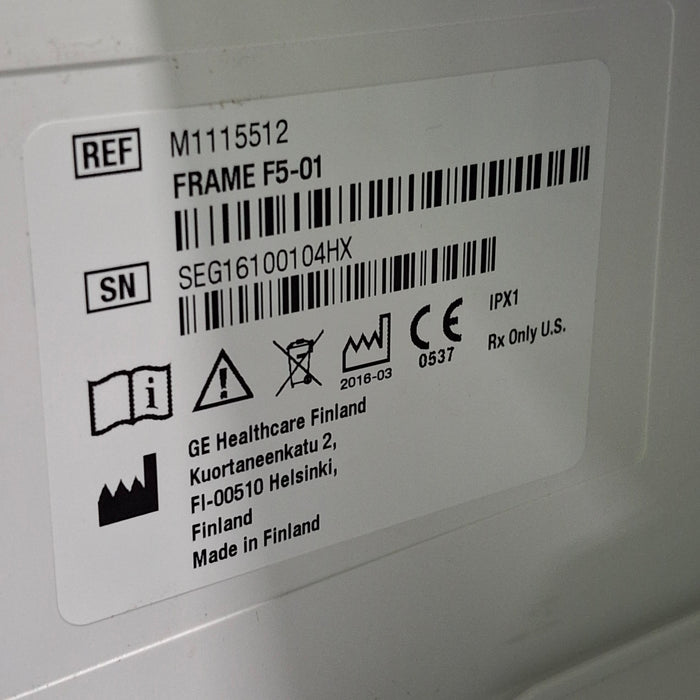 REF M1115512
FRAME F5-01
SN SEG16100104HX
IPX1
2016-03
CE 0537
Rx Only U.S.
i
GE Healthcare Finland
Kuortaneenkatu 2,
FI-00510 Helsinki,
Finland
Made in Finland